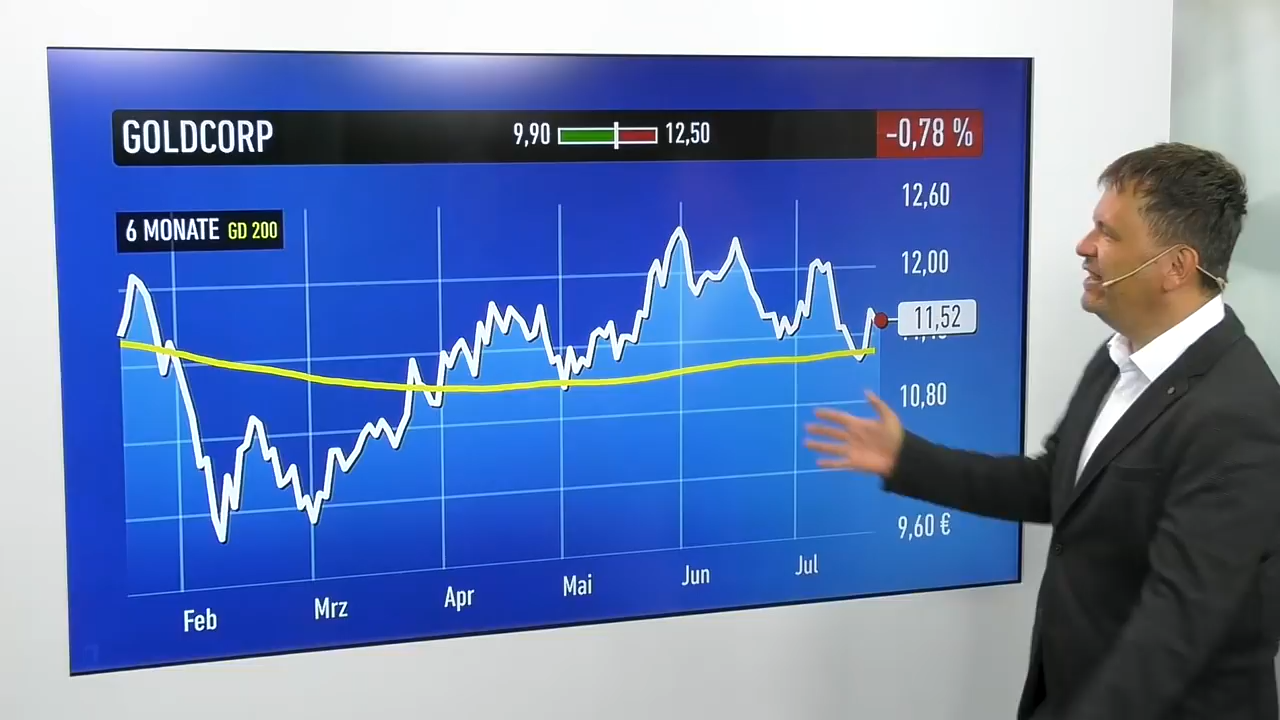 GOLDCORP
9,90 12,50
-0,78 %
6 MONATE GD 200
12,60
12,00
11,52
10,80
9,60 €
Feb Mrz Apr Mai Jun Jul